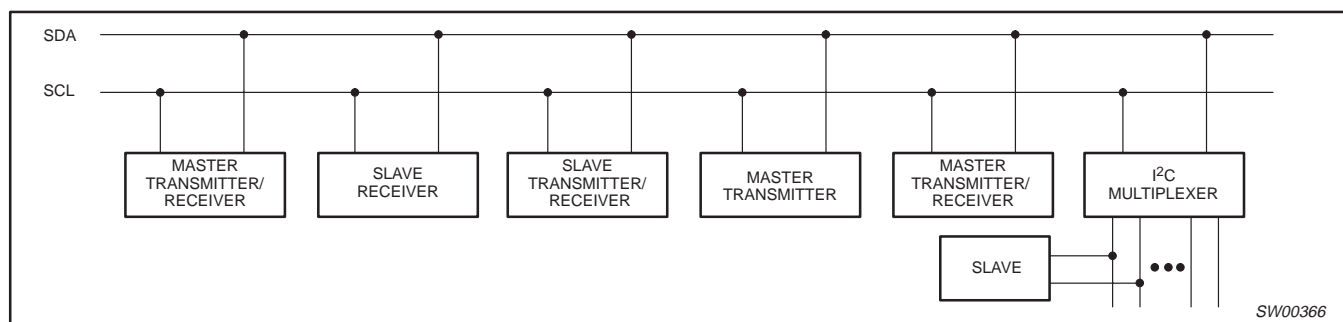 SDA
SCL
MASTER
TRANSMITTER/
RECEIVER
SLAVE
RECEIVER
SLAVE
TRANSMITTER/
RECEIVER
MASTER
TRANSMITTER
MASTER
TRANSMITTER/
RECEIVER
I²C
MULTIPLEXER
SLAVE
SW00366